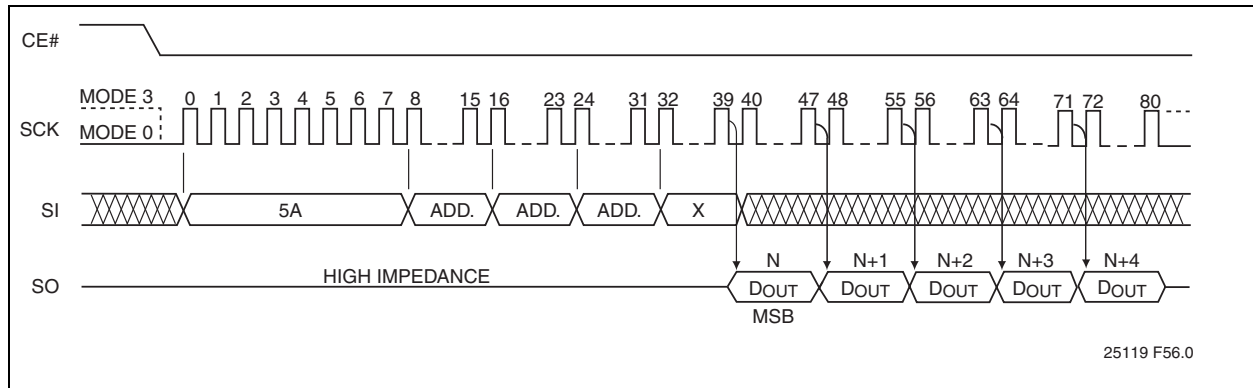 CE#
MODE 3
0 1 2 3 4 5 6 7 8 15 16 23 24 31 32 39 40 47 48 55 56 63 64 71 72 80
SCK
MODE 0
SI
5A ADD. ADD. ADD. X
N N+1 N+2 N+3 N+4
HIGH IMPEDANCE
SO
DOUT DOUT DOUT DOUT DOUT
MSB
25119 F56.0